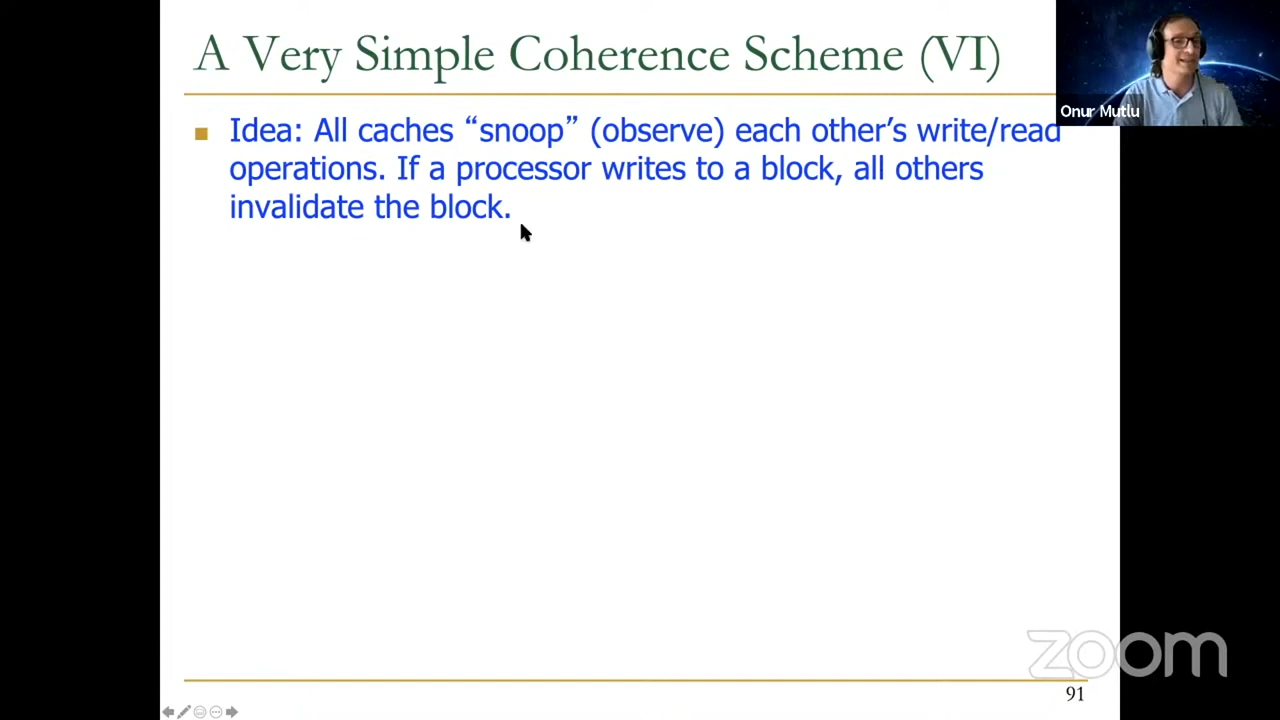 A Very Simple Coherence Scheme (VI)
Onur Mutlu
Idea: All caches “snoop” (observe) each other’s write/read
operations. If a processor writes to a block, all others
invalidate the block.
zoom
91